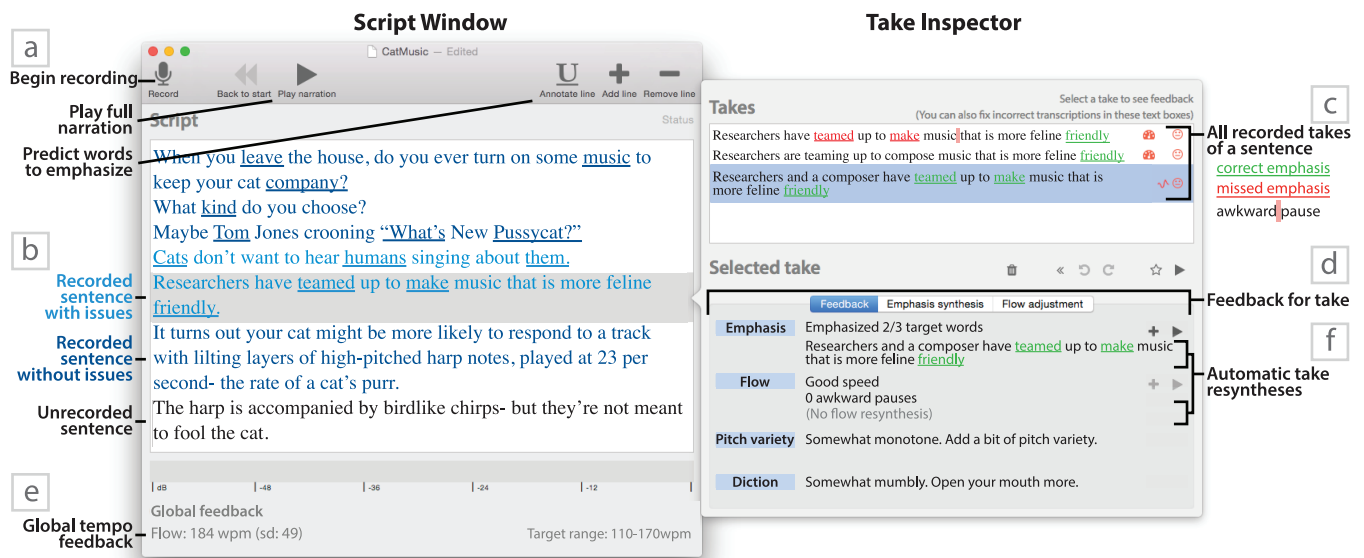 Script Window
Take Inspector
a
Begin recording
Play full
narration
Predict words
to emphasize
b
Recorded
sentence
with issues
Recorded
sentence
without issues
Unrecorded
sentence
e
Global tempo
feedback
CatMusic — Edited
Record
Back to start
Play narration
U
Annotate line
Add line
Remove line
Script
Status
When you leave the house, do you ever turn on some music to
keep your cat company?
What kind do you choose?
Maybe Tom Jones crooning “What’s New Pussycat?”
Cats don’t want to hear humans singing about them.
Researchers have teamed up to make music that is more feline
friendly.
It turns out your cat might be more likely to respond to a track
with lilting layers of high-pitched harp notes, played at 23 per
second- the rate of a cat’s purr.
The harp is accompanied by birdlike chirps- but they’re not meant
to fool the cat.
dB -48 -36 -24 -12
Global feedback
Flow: 184 wpm (sd: 49)
Target range: 110-170wpm
Takes
Select a take to see feedback
(You can also fix incorrect transcriptions in these text boxes)
Researchers have teamed up to make music that is more feline friendly
Researchers are teaming up to compose music that is more feline friendly
Researchers and a composer have teamed up to make music that is
more feline friendly
Selected take
Feedback
Emphasis synthesis
Flow adjustment
Emphasis
Emphasized 2/3 target words
Researchers and a composer have teamed up to make music
that is more feline friendly
Flow
Good speed
0 awkward pauses
(No flow resynthesis)
Pitch variety
Somewhat monotone. Add a bit of pitch variety.
Diction
Somewhat mumbly. Open your mouth more.
c
All recorded takes
of a sentence
correct emphasis
missed emphasis
awkward pause
d
Feedback for take
f
Automatic take
resyntheses